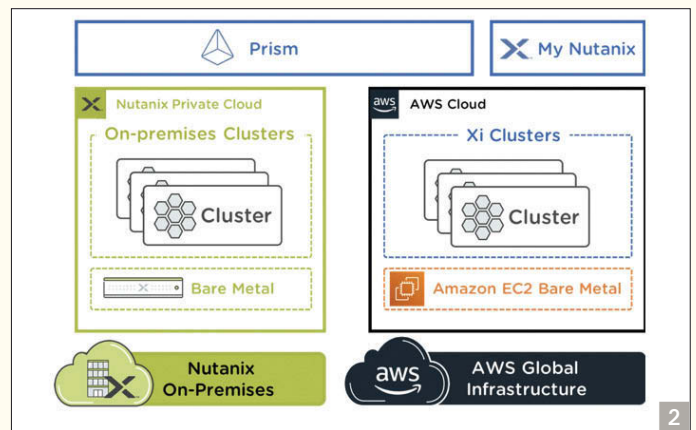 Prism
My Nutanix
Nutanix Private Cloud
On-premises Clusters
Cluster
Bare Metal
Nutanix
On-Premises
aws
AWS Cloud
Xi Clusters
Cluster
Amazon EC2 Bare Metal
aws
AWS Global
Infrastructure
2